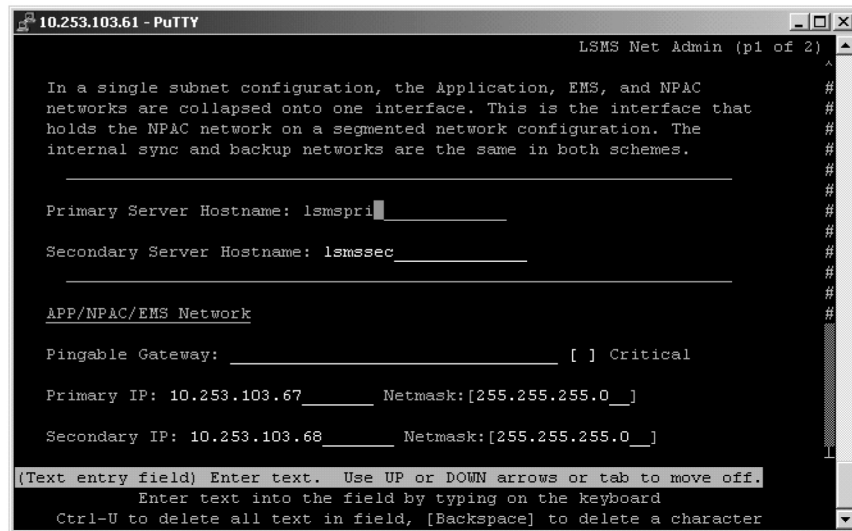 10.253.103.61 - PuTTY
LSMS Net Admin (p1 of 2)
^
In a single subnet configuration, the Application, EMS, and NPAC #
networks are collapsed onto one interface. This is the interface that #
holds the NPAC network on a segmented network configuration. The #
internal sync and backup networks are the same in both schemes. #
#
#
Primary Server Hostname: lsmspri #
#
Secondary Server Hostname: lsmssec #
#
#
APP/NPAC/EMS Network #
Pingable Gateway: [ ] Critical
Primary IP: 10.253.103.67 Netmask:[255.255.255.0__]
Secondary IP: 10.253.103.68 Netmask:[255.255.255.0__]
(Text entry field) Enter text. Use UP or DOWN arrows or tab to move off.
Enter text into the field by typing on the keyboard
Ctrl-U to delete all text in field, [Backspace] to delete a character